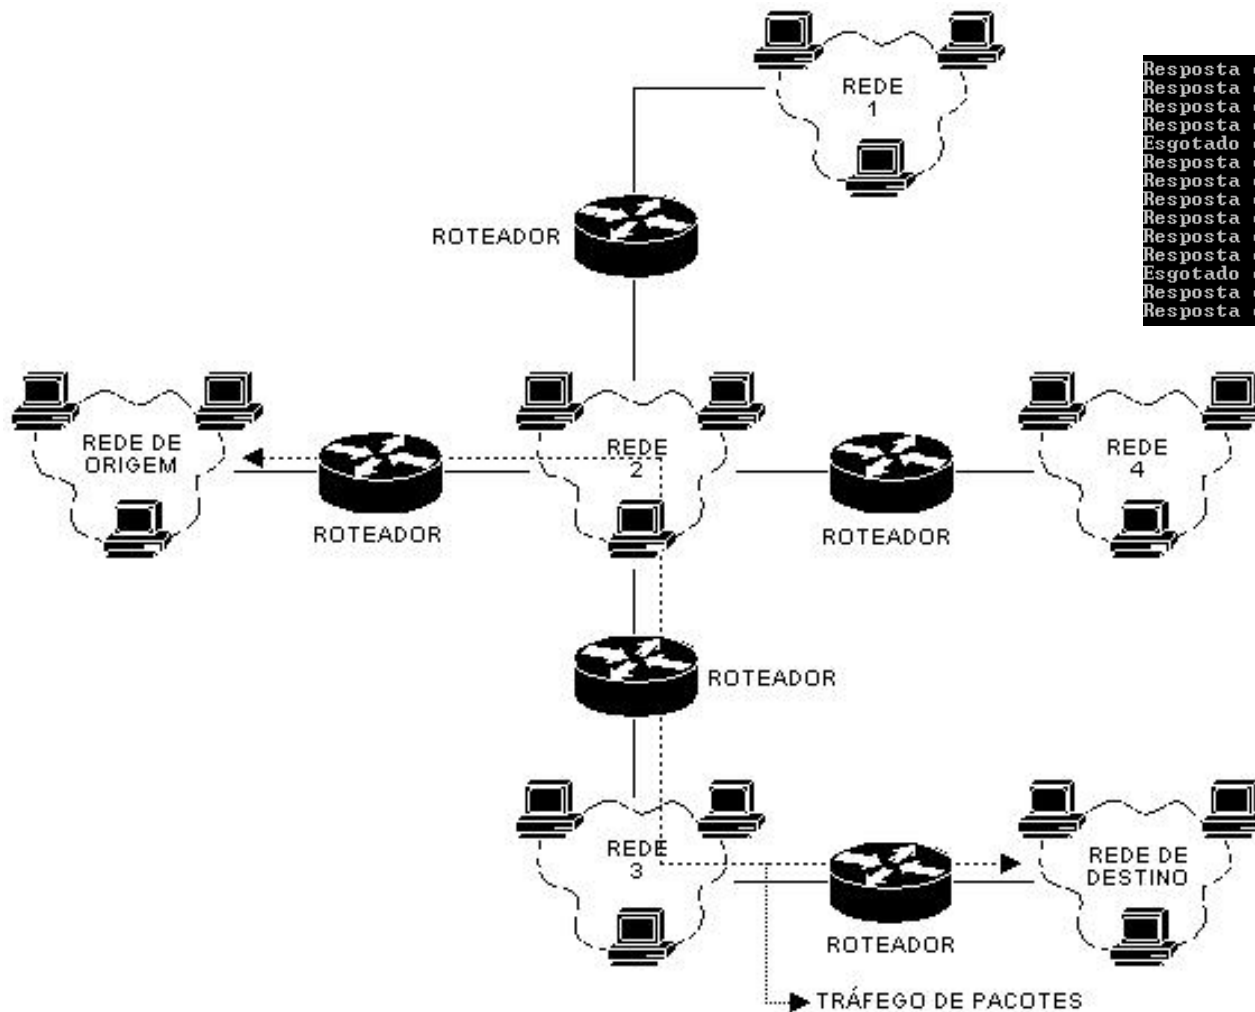 REDE
1
ROTEADOR
Resposta
Resposta
Resposta
Resposta
Esgotado
Resposta
Resposta
Resposta
Resposta
Resposta
Resposta
Esgotado
Resposta
Resposta
REDE DE
ORIGEM
ROTEADOR
REDE
2
ROTEADOR
REDE
4
ROTEADOR
REDE
3
ROTEADOR
REDE DE
DESTINO
TRÁFEGO DE PACOTES